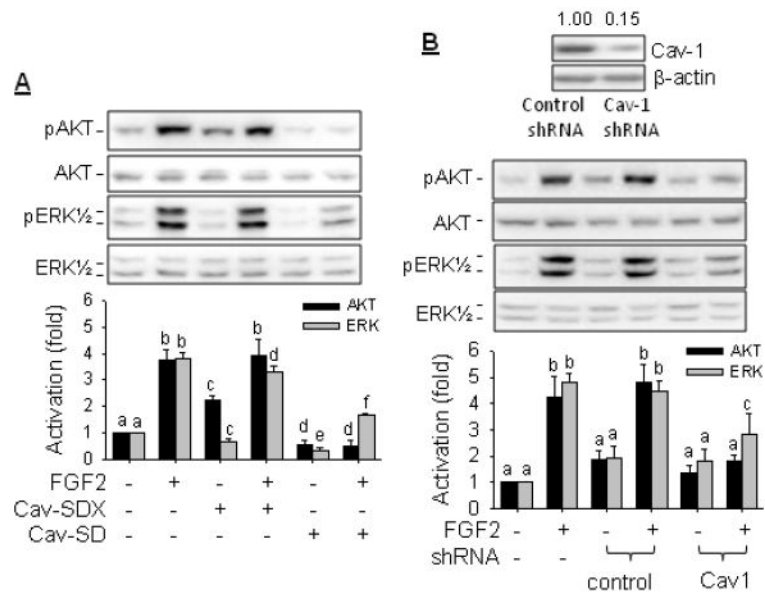 A
pAKT
AKT
pERK½
ERK½
Activation (fold)
6
5
4
3
2
1
0
AKT
ERK
a a
b b
c c
b d
d e
d f
FGF2 - + - + - +
Cav-SDX - - + + - -
Cav-SD - - - - + +
B
1.00 0.15
Cav-1
β-actin
Control Cav-1
shRNA shRNA
pAKT
AKT
pERK½
ERK½
Activation (fold)
6
5
4
3
2
1
0
AKT
ERK
a a
b b
a a
b b
a a
a c
FGF2 - + - + - +
shRNA - -
control Cav1